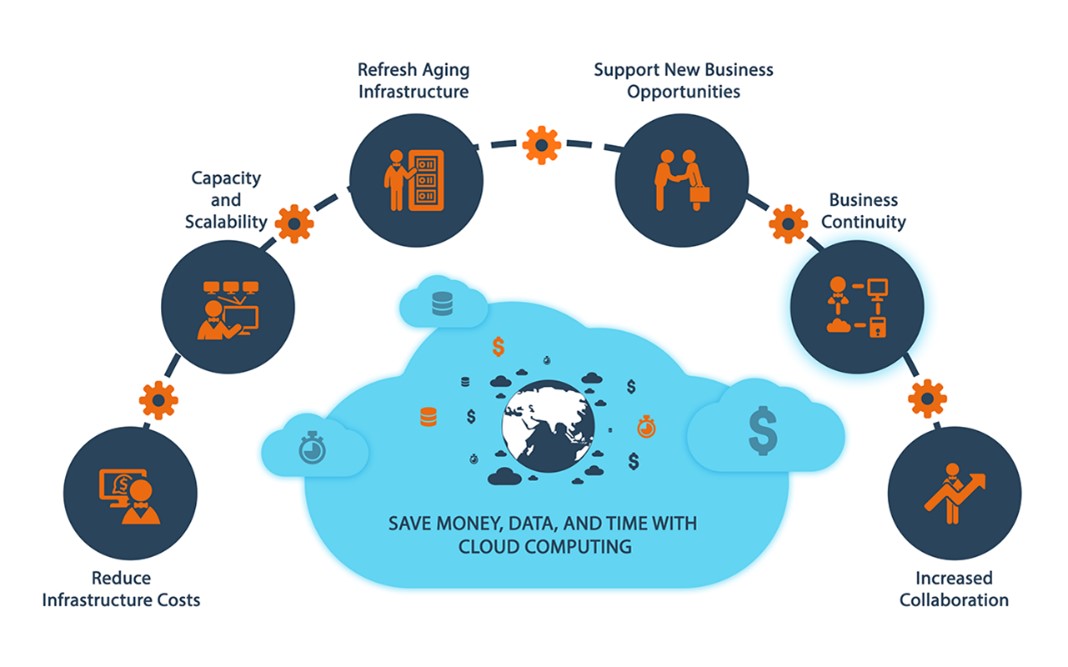 Refresh Aging
Infrastructure
Support New Business
Opportunities
Capacity
and
Scalability
Business
Continuity
$
$
$
$
$
SAVE MONEY, DATA, AND TIME WITH
CLOUD COMPUTING
Reduce
Infrastructure Costs
Increased
Collaboration